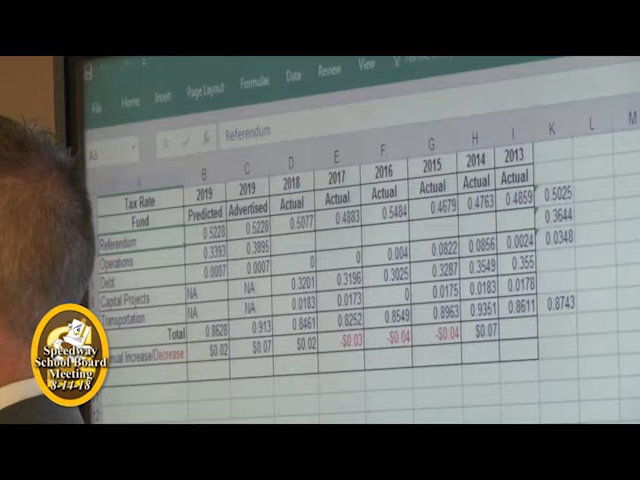 File Home Insert Page Layout Formulas Data Review View
A3 fx Referendum
A B C D E F G H I K L M
Tax Rate 2019 2019 2018 2017 2016 2015 2014 2013
Fund Predicted Advertised Actual Actual Actual Actual Actual Actual
Referendum 0.5228 0.5228 0.5077 0.4883 0.5484 0.4679 0.4763 0.4859 0.5025
Operations 0.3393 0.3895 0.3644
Debt 0.0007 0.0007 0 0 0.004 0.0822 0.0856 0.0024 0.0348
Capital Projects NA NA 0.3201 0.3196 0.3025 0.3287 0.3549 0.355
Transportation NA NA 0.0183 0.0173 0 0.0175 0.0183 0.0178
Total 0.8628 0.913 0.8461 0.8252 0.8549 0.8963 0.9351 0.8611 0.8743
Increase/Decrease $0.02 $0.07 $0.02 -$0.03 -$0.04 -$0.04 $0.07
Speedway
School Board
Meeting
8-14-18